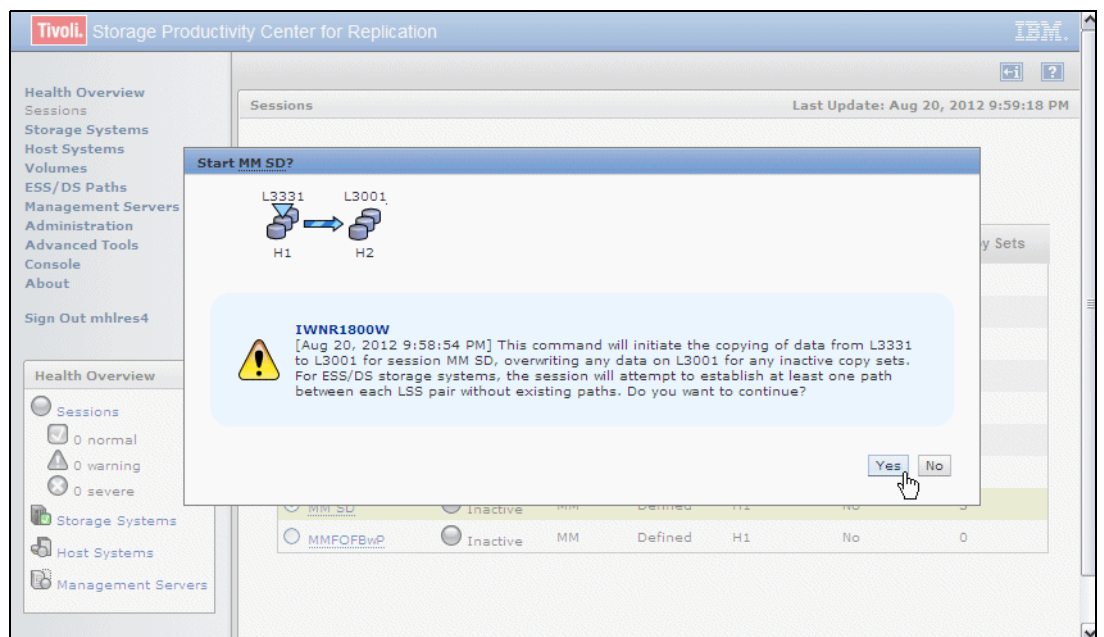 Tivoli. Storage Productivity Center for Replication IBM.
Health Overview
Sessions
Storage Systems
Host Systems
Volumes
ESS/DS Paths
Management Servers
Administration
Advanced Tools
Console
About
Sign Out mhlres4
Health Overview
Sessions
0 normal
0 warning
0 severe
Storage Systems
Host Systems
Management Servers
Sessions Last Update: Aug 20, 2012 9:59:18 PM
Start MM SD?
L3331 L3001
H1 H2
IWNR1800W
[Aug 20, 2012 9:58:54 PM] This command will initiate the copying of data from L3331
to L3001 for session MM SD, overwriting any data on L3001 for any inactive copy sets.
For ESS/DS storage systems, the session will attempt to establish at least one path
between each LSS pair without existing paths. Do you want to continue?
Yes No
y Sets
MM SD Inactive MM Defined H1 No
MMFOFBwP Inactive MM Defined H1 No 0